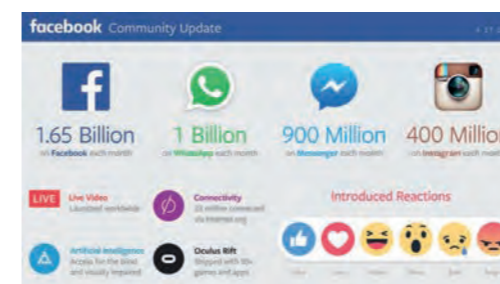 facebook Community Update
1.65 Billion
on Facebook each month
1 Billion
on WhatsApp each month
900 Million
on Messenger each month
400 Millio
on Instagram each month
LIVE
Live Video
Launched worldwide
Connectivity
connected
via Internet.org
Introduced Reactions
Artificial Intelligence
Access for the blind
and visually impaired
Oculus Rift
Shipped with 50+
games and apps